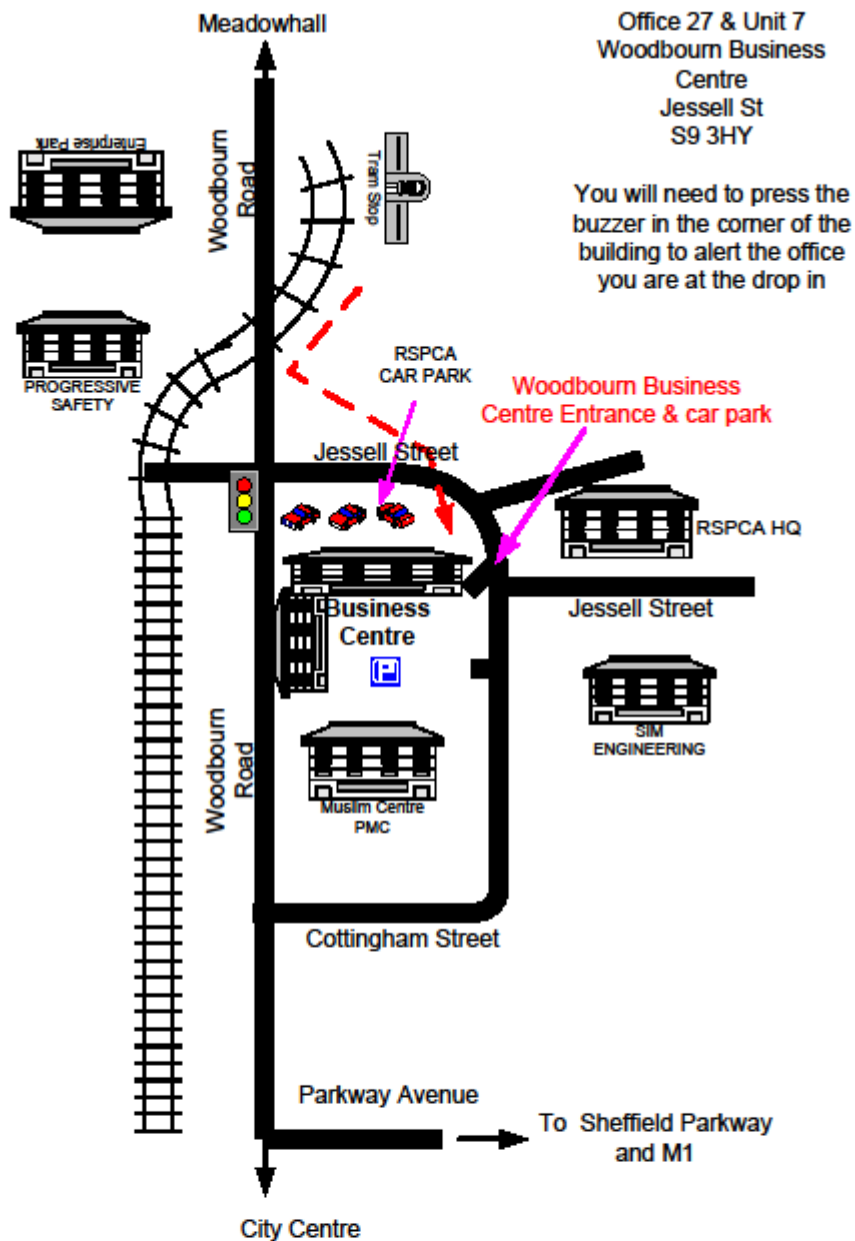 Meadowhall
Office 27 & Unit 7
Woodbourn Business
Centre
Jessell St
S9 3HY
You will need to press the
buzzer in the corner of the
building to alert the office
you are at the drop in
Enterprise Park
Woodbourn
Road
Tram Stop
PROGRESSIVE
SAFETY
RSPCA
CAR PARK
Woodbourn Business
Centre Entrance & car park
Jessell Street
RSPCA HQ
Business
Centre
P
Jessell Street
SIM
ENGINEERING
Woodbourn
Road
Muslim Centre
PMC
Cottingham Street
Parkway Avenue
To Sheffield Parkway
and M1
City Centre